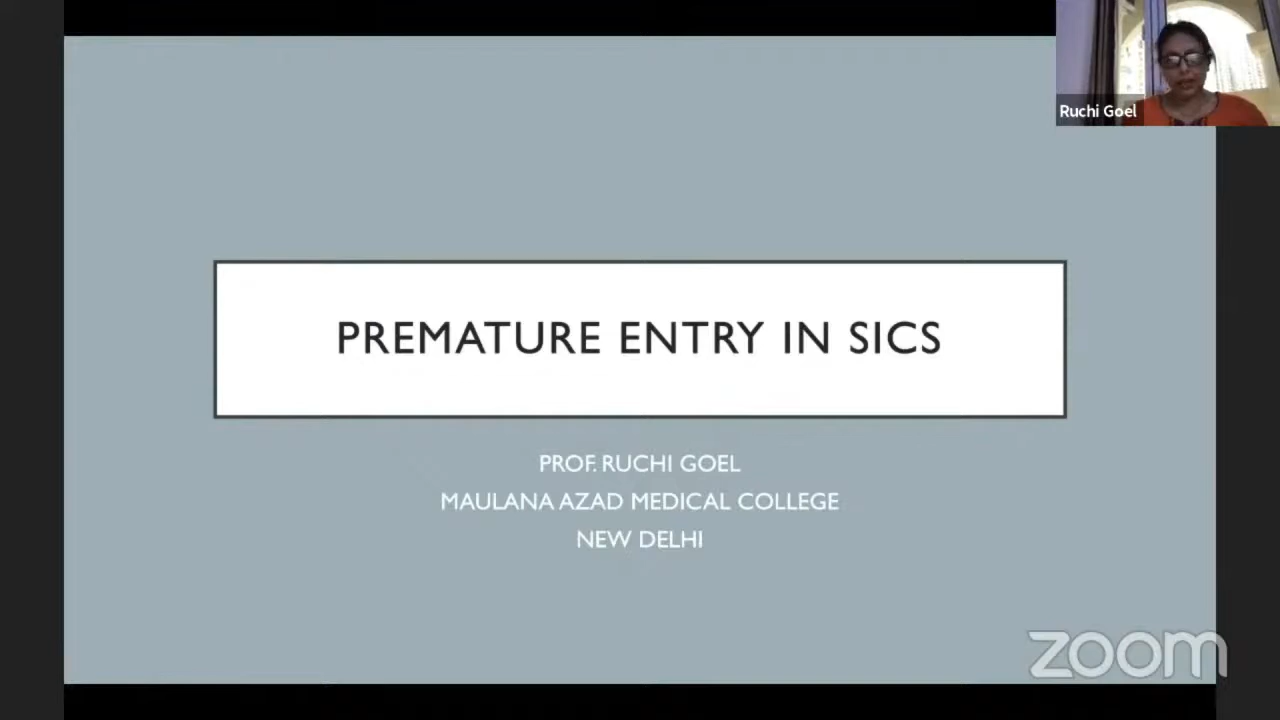 Ruchi Goel
PREMATURE ENTRY IN SICS
PROF. RUCHI GOEL
MAULANA AZAD MEDICAL COLLEGE
NEW DELHI
zoom